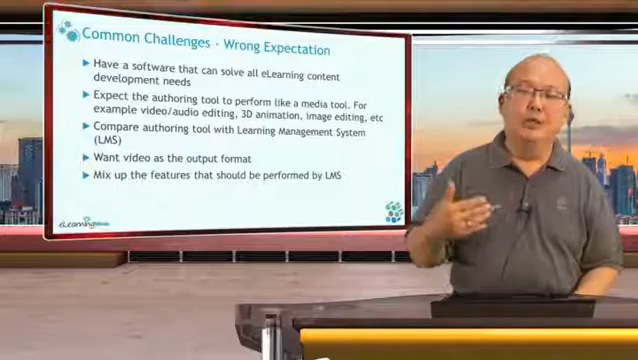 Common Challenges - Wrong Expectation
Have a software that can solve all eLearning content
development needs
Expect the authoring tool to perform like a media tool. For
example video/audio editing, 3D animation, image editing, etc
Compare authoring tool with Learning Management System
(LMS)
Want video as the output format
Mix up the features that should be performed by LMS
eLearning